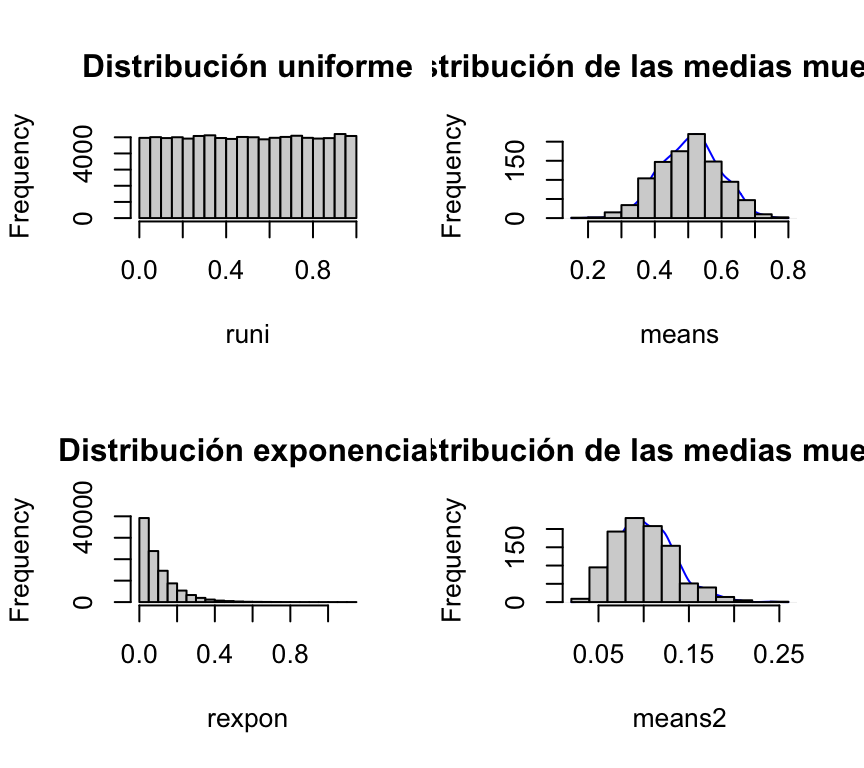 Distribución uniforme
Frequency
0 4000
0.0 0.4 0.8
runi
stribución de las medias mue
Frequency
0 150
0.2 0.4 0.6 0.8
means
Distribución exponencial
Frequency
0 40000
0.0 0.4 0.8
rexpon
stribución de las medias mue
Frequency
0 150
0.05 0.15 0.25
means2